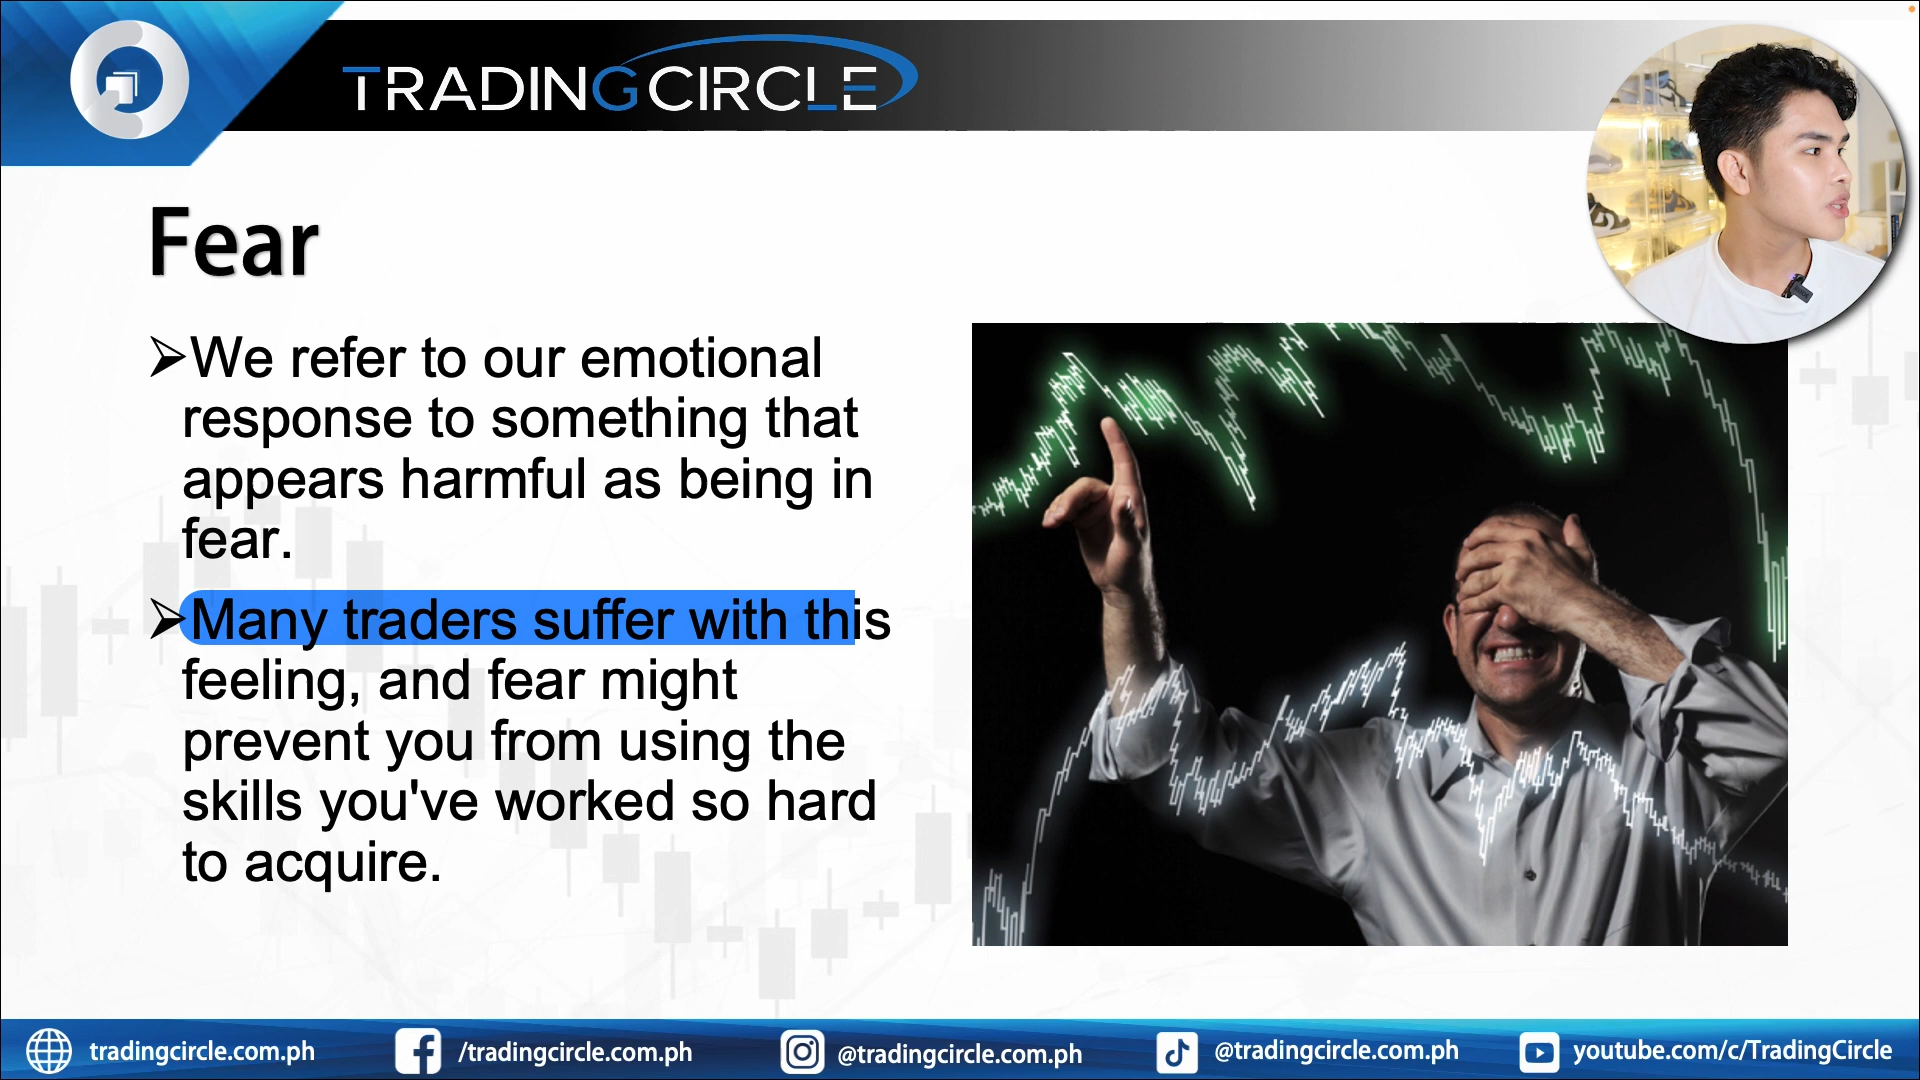 TRADINGCIRCLE
Fear
➢We refer to our emotional
response to something that
appears harmful as being in
fear.
➢Many traders suffer with this
feeling, and fear might
prevent you from using the
skills you've worked so hard
to acquire.
tradingcircle.com.ph
/tradingcircle.com.ph
@tradingcircle.com.ph
@tradingcircle.com.ph
youtube.com/c/TradingCircle